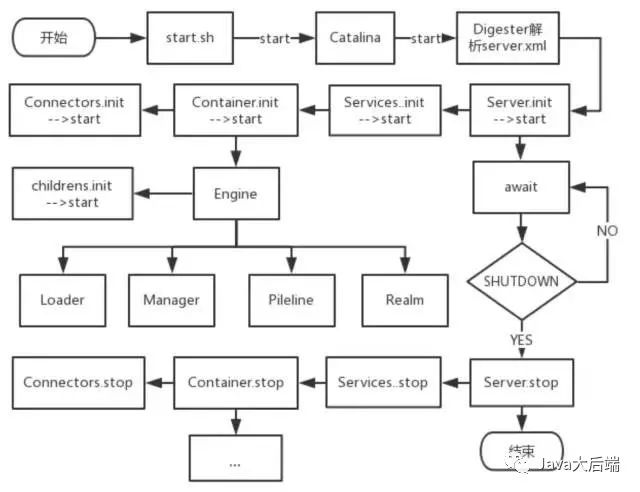 开始
start.sh
start
Catalina
start
Digester解
析server.xml
Connectors.init
-->start
Container.init
-->start
Services..init
-->start
Server.init
-->start
childrens.init
-->start
Engine
await
NO
Loader
Manager
Pileline
Realm
SHUTDOWN
YES
Connectors.stop
Container.stop
Services..stop
Server.stop
...
结束
Java大后端